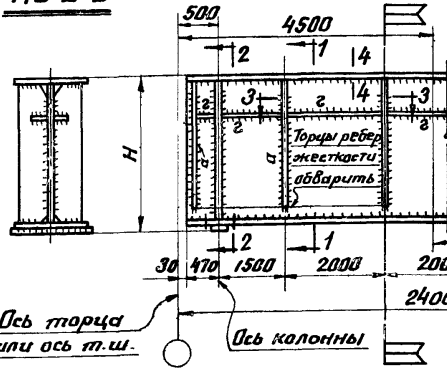 500
4500
2
1
4
4
3
3
г
г
г
г
H
а
а
Торцы ребер
жесткости
обварить
2
1
30
470
1500
2000
200
2400
Ось торца
или ось т.ш.
Ось колонны